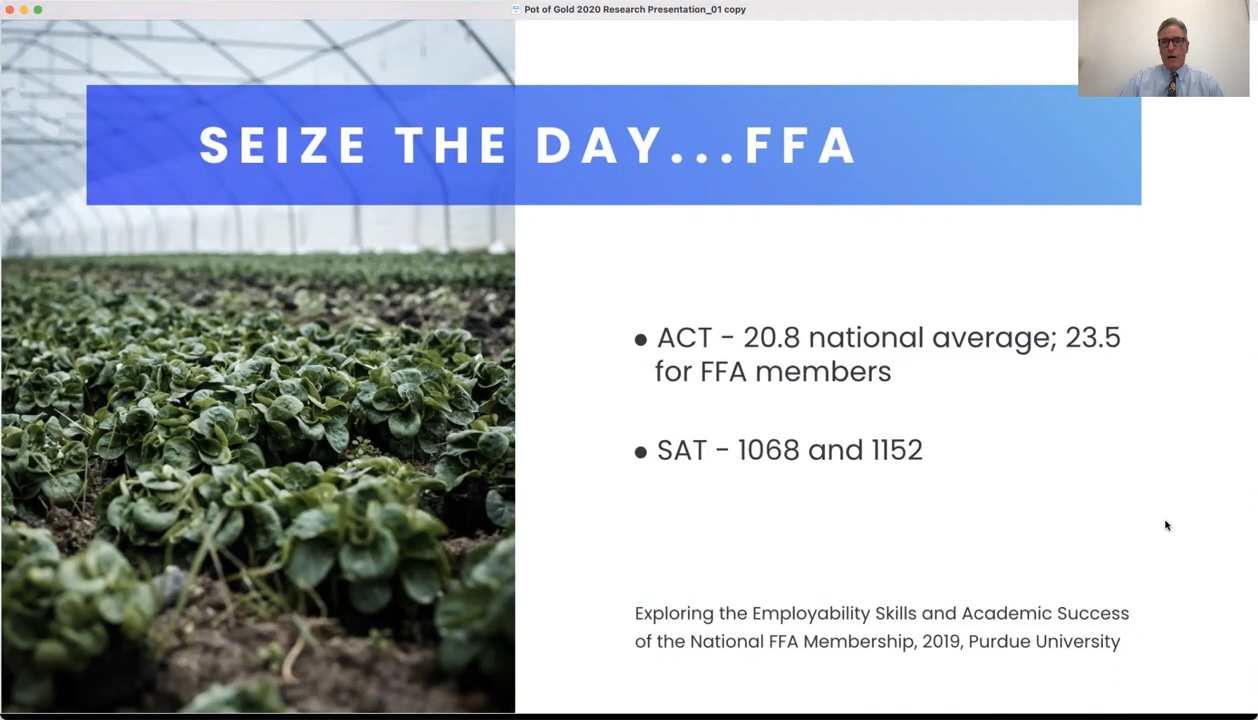 Pot of Gold 2020 Research Presentation_01 copy
SEIZE THE DAY...FFA
● ACT - 20.8 national average; 23.5
for FFA members
● SAT - 1068 and 1152
Exploring the Employability Skills and Academic Success
of the National FFA Membership, 2019, Purdue University